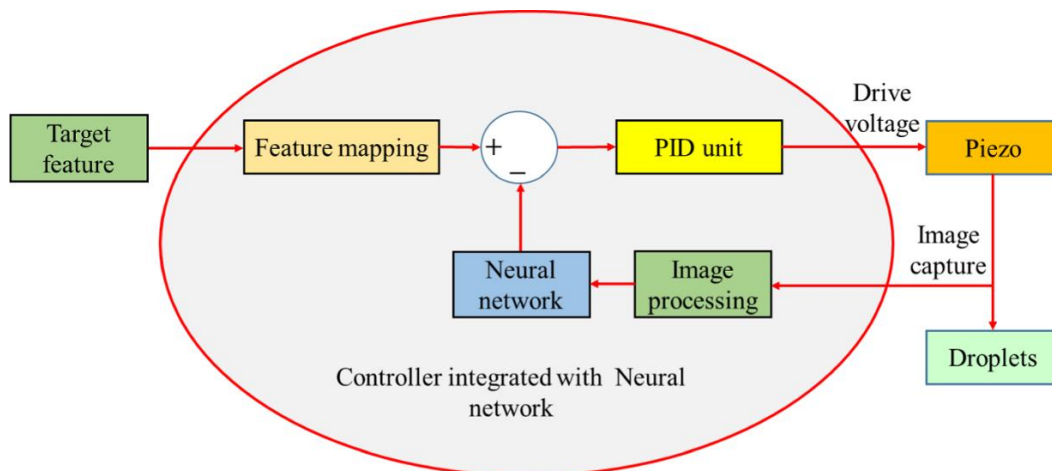 Target
feature
Feature mapping
+
−
PID unit
Drive
voltage
Piezo
Image
capture
Neural
network
Image
processing
Droplets
Controller integrated with Neural
network